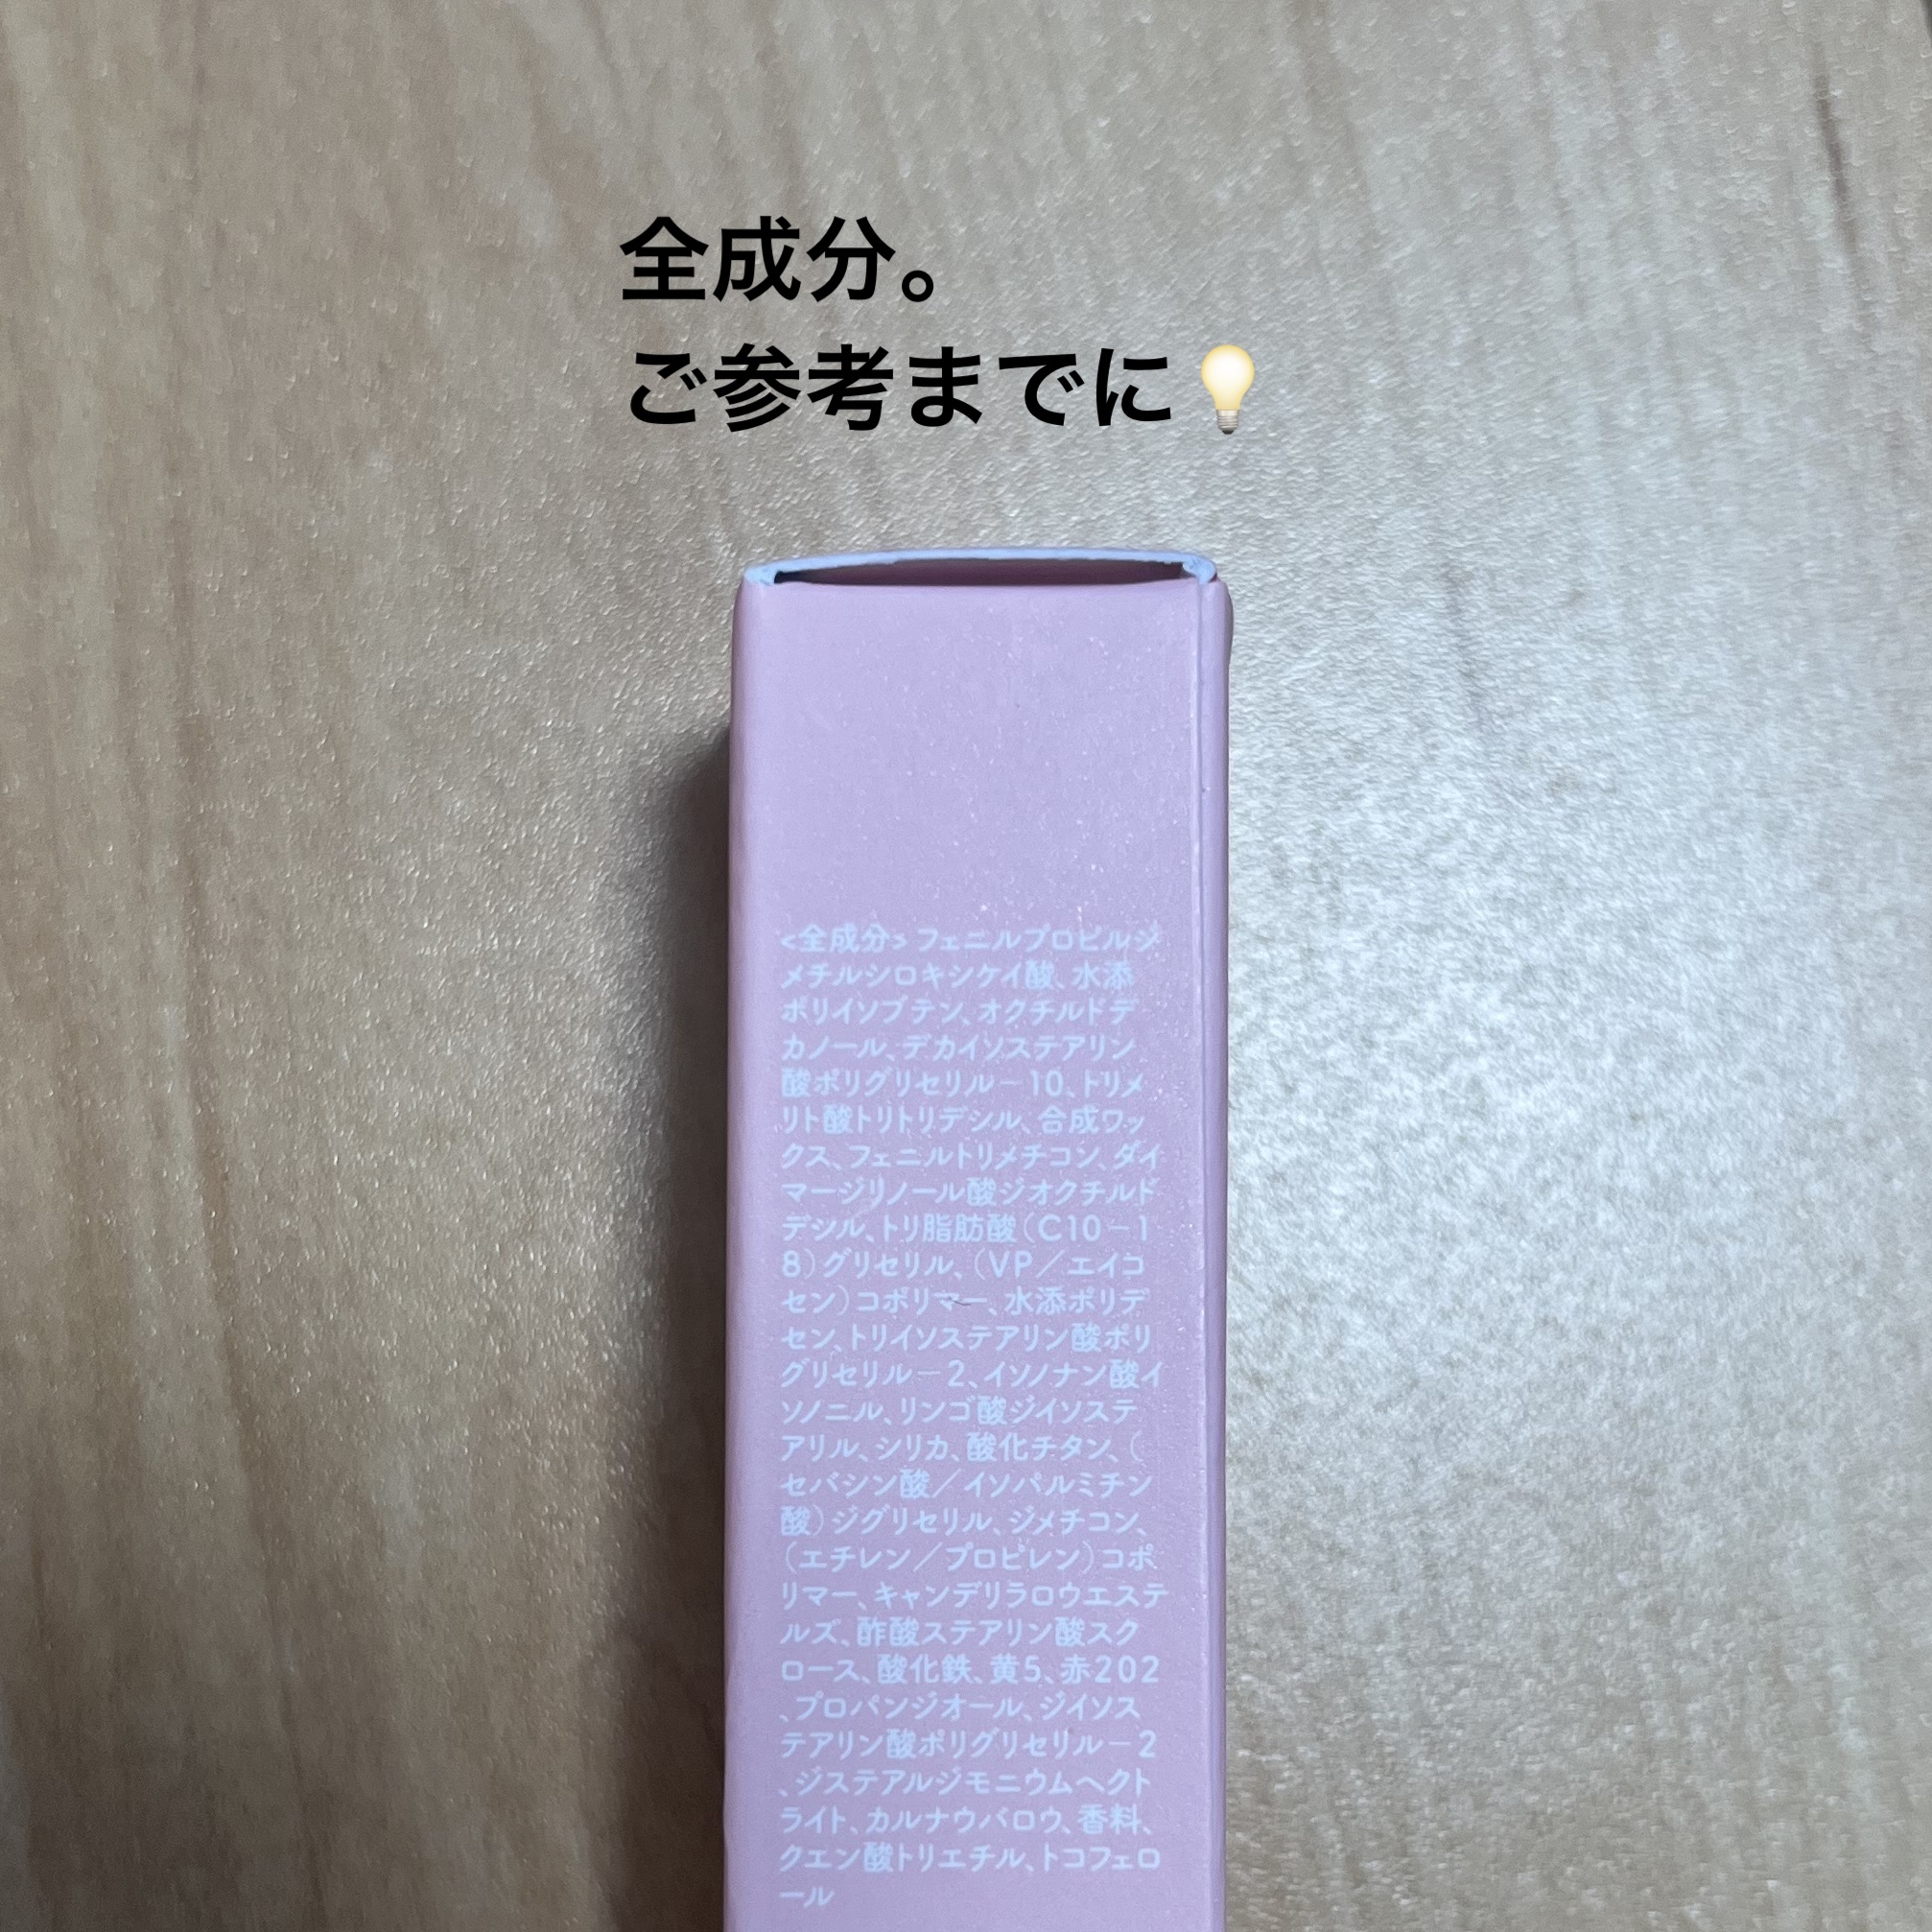 全成分。
ご参考までに💡
<全成分> フェニルプロピルジ
メチルシロキシケイ酸、水添
ポリイソブテン、オクチルドデ
カノール、デカイソステアリン
酸ポリグリセリル－10、トリメ
リト酸トリトリデシル、合成ワッ
クス、フェニルトリメチコン、ダイ
マージリノール酸ジオクチルド
デシル、トリ脂肪酸(C10－1
8)グリセリル、(VP／エイコ
セン)コポリマー、水添ポリデ
セン、トリイソステアリン酸ポリ
グリセリル－2、イソノナン酸イ
ソノニル、リンゴ酸ジイソステ
アリル、シリカ、酸化チタン、(
セバシン酸／イソパルミチン
酸)ジグリセリル、ジメチコン、
(エチレン／プロピレン)コポ
リマー、キャンデリラロウエステ
ルズ、酢酸ステアリン酸スク
ロース、酸化鉄、黄5、赤202
、プロパンジオール、ジイソス
テアリン酸ポリグリセリル－2
、ジステアルジモニウムヘクト
ライト、カルナウバロウ、香料、
クエン酸トリエチル、トコフェロ
ール